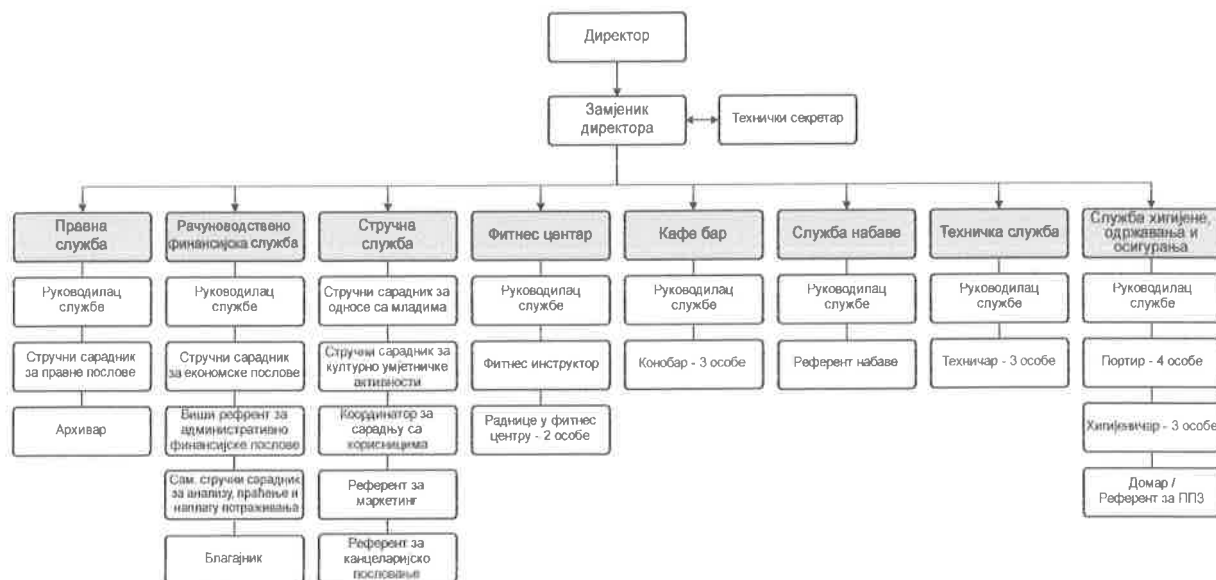 Директор
Замјеник
директора
Технички секретар
Правна
служба
Рачуноводствено
финансијска служба
Стручна
служба
Фитнес центар
Кафе бар
Служба набаве
Техничка служба
Служба хигијене,
одржавања и
осигурања
Руководилац
службе
Руководилац
службе
Стручни сарадник за
односе са младима
Руководилац
службе
Руководилац
службе
Руководилац
службе
Руководилац
службе
Руководилац
службе
Стручни сарадник
за правне послове
Стручни сарадник
за економске послове
Стручни сарадник за
културно умјетничке
активности
Фитнес инструктор
Конобар - 3 особе
Референт набаве
Техничар - 3 особе
Портир - 4 особе
Архивар
Виши рефрент за
административно
финансијске послове
Координатор за
сарадњу са
корисницима
Раднице у фитнес
центру - 2 особе
Хигијеничар - 3 особе
Сам. стручни сарадник
за анализу, праћење и
наплату потраживања
Референт за
маркетинг
Домар /
Референт за ППЗ
Благајник
Референт за
канцеларијско
пословање